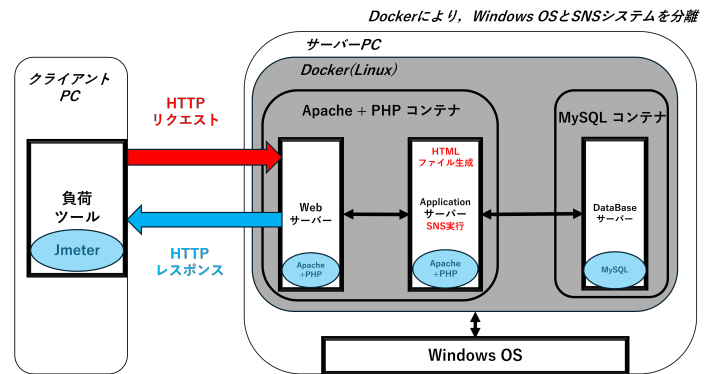 Dockerにより，Windows OSとSNSシステムを分離
サーバーPC
クライアント
PC
Docker(Linux)
HTTP
リクエスト
Apache + PHP コンテナ
MySQL コンテナ
HTML
ファイル生成
負荷
ツール
Jmeter
Web
サーバー
Application
サーバー
SNS実行
DataBase
サーバー
HTTP
レスポンス
Apache
+PHP
Apache
+PHP
MySQL
Windows OS